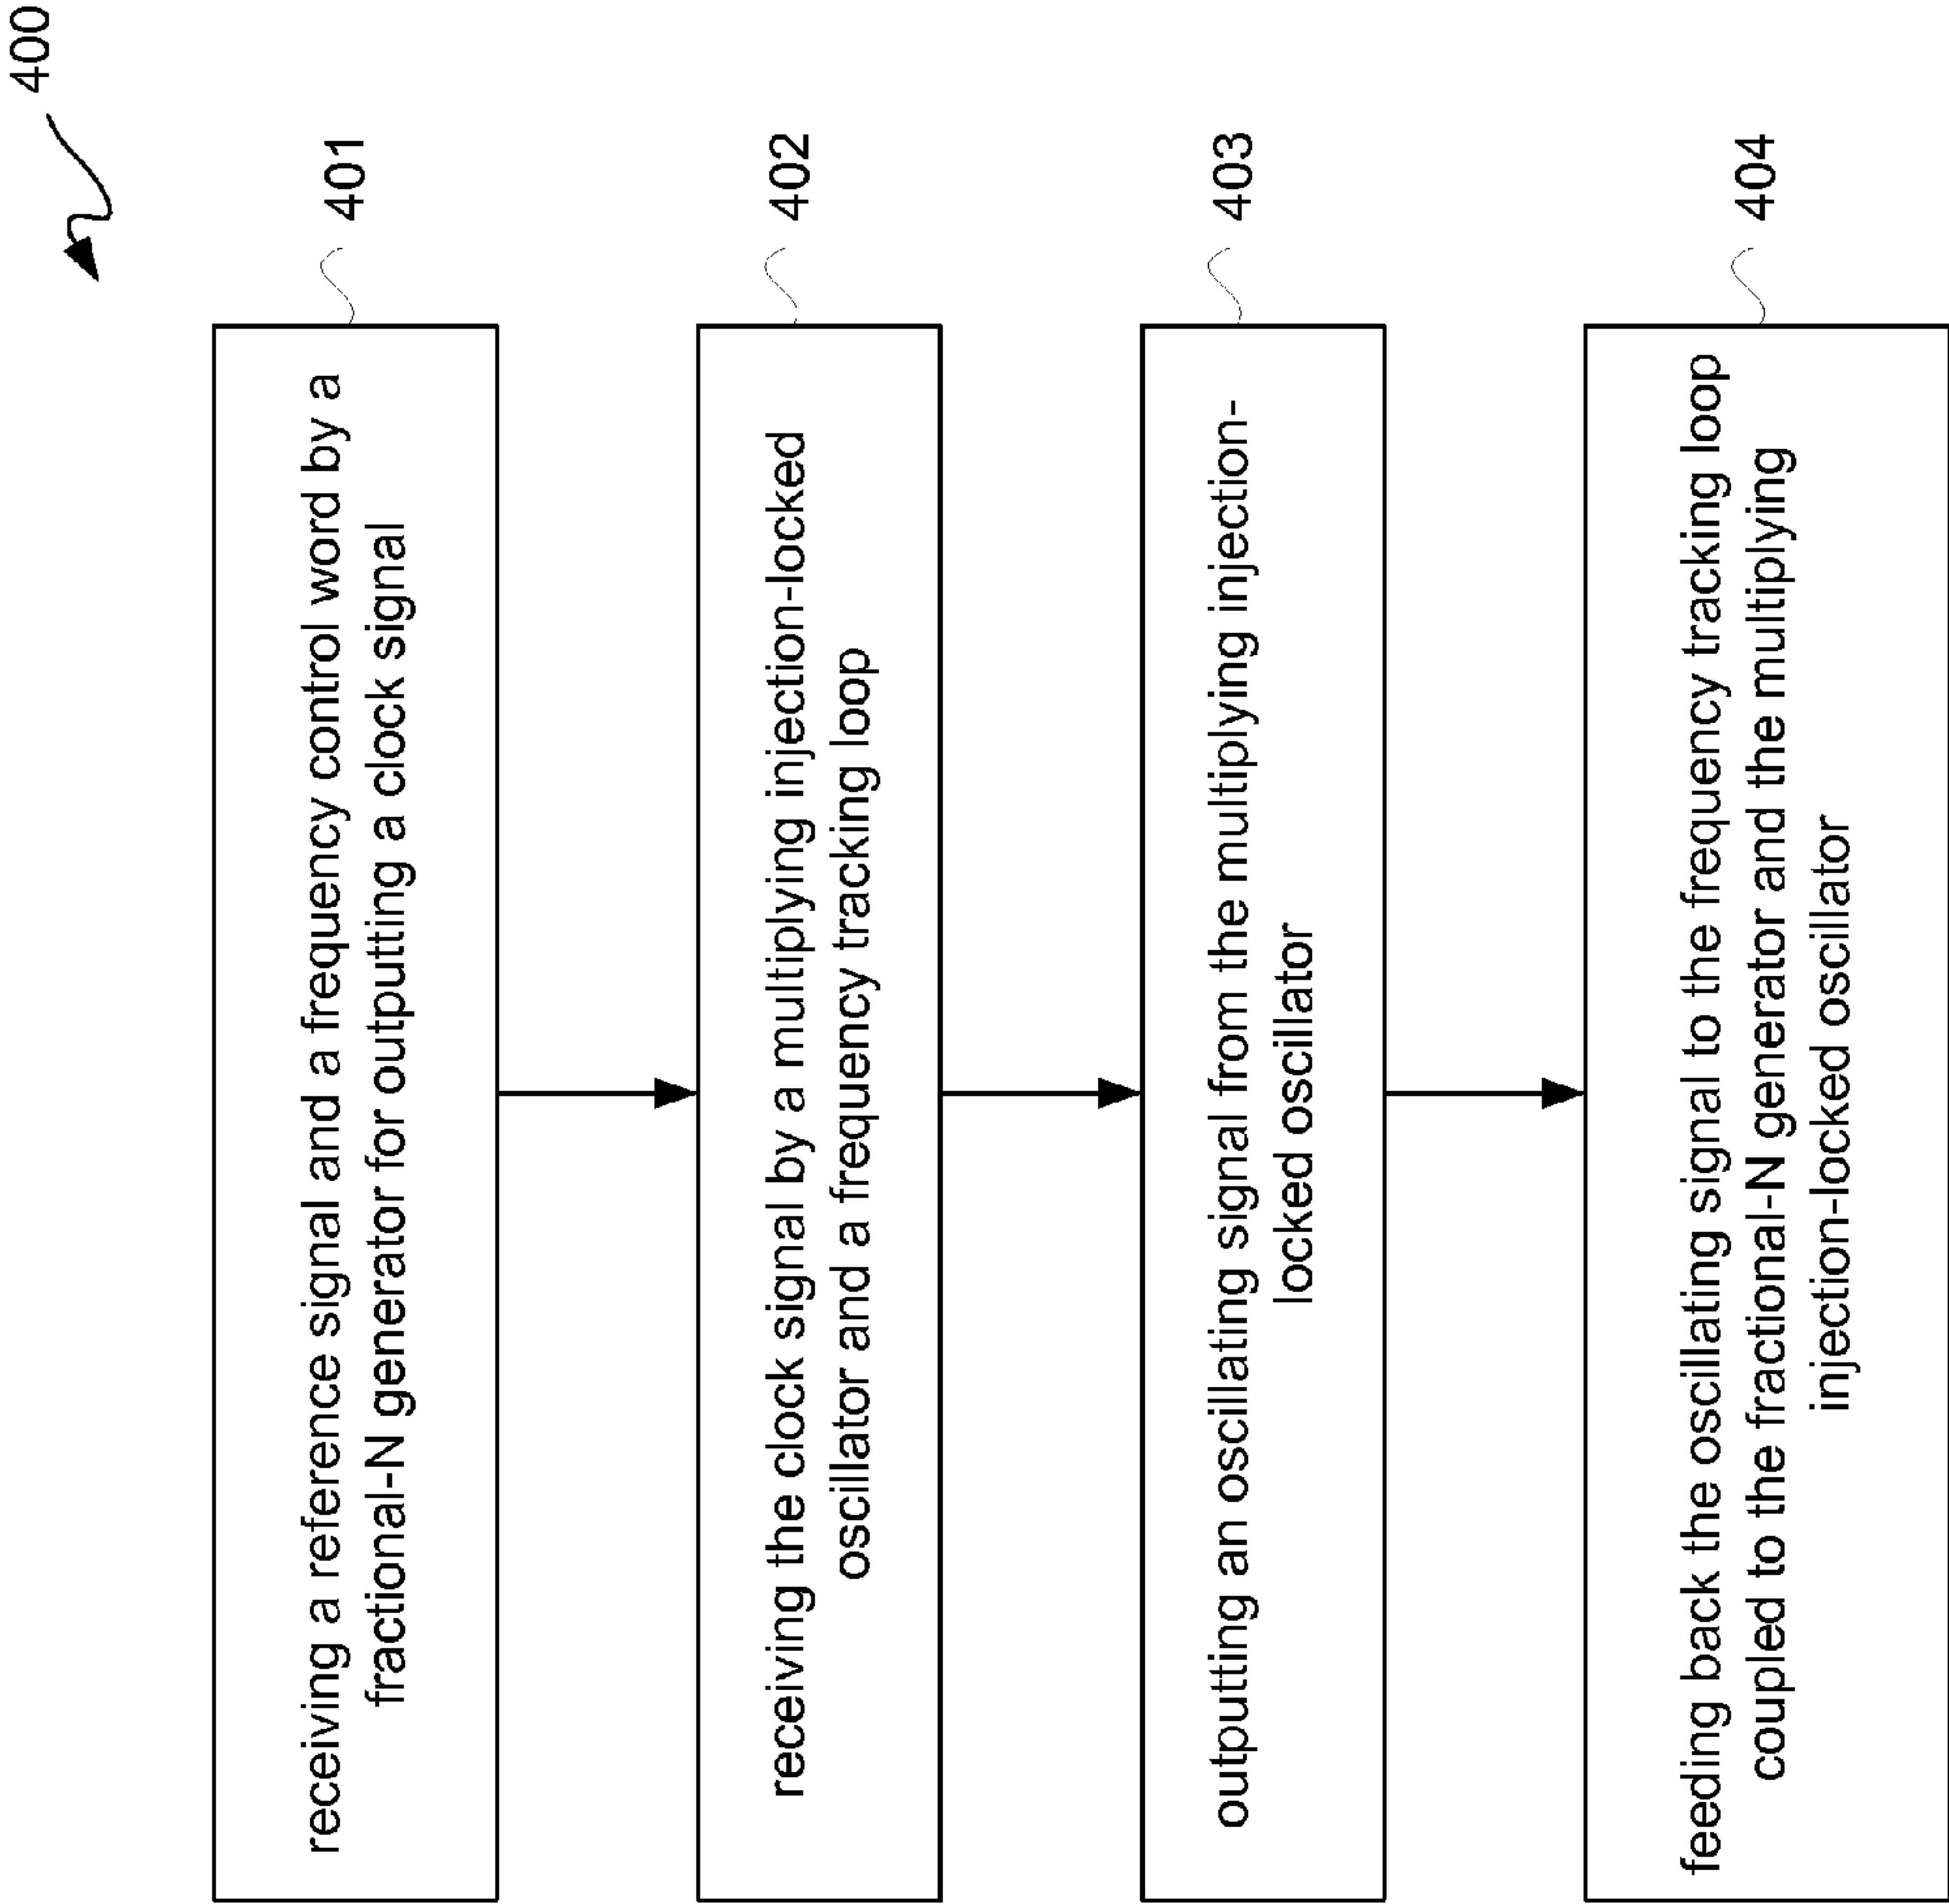 400
receiving a reference signal and a frequency control word by a
fractional-N generator for outputting a clock signal
401
receiving the clock signal by a multiplying injection-locked
oscillator and a frequency tracking loop
402
outputting an oscillating signal from the multiplying injection-
locked oscillator
403
feeding back the oscillating signal to the frequency tracking loop
coupled to the fractional-N generator and the multiplying
injection-locked oscillator
404